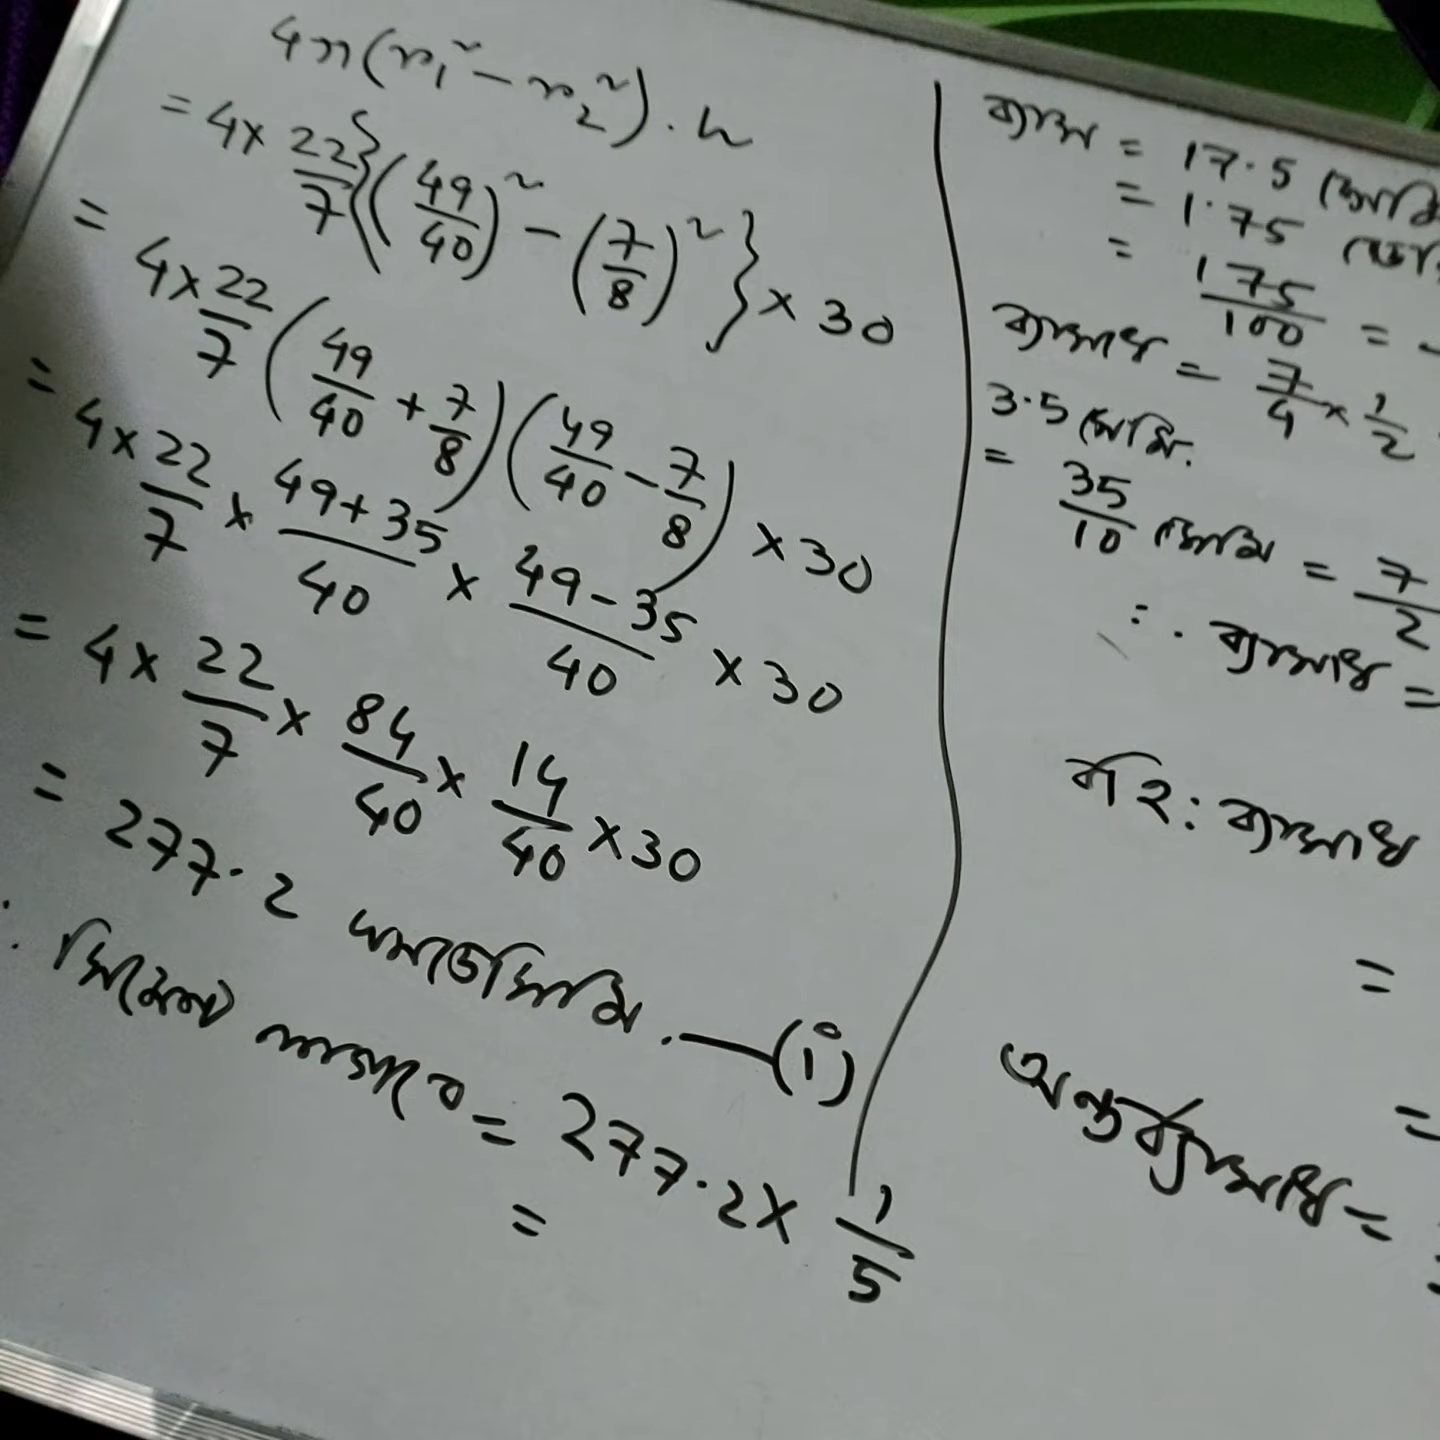 4π(r₁² - r₂²).h
= 4× 22/7 {(49/40)² - (7/8)²} × 30
= 4×22/7 (49/40 + 7/8)(49/40 - 7/8) ×30
= 4×22/7 × 49+35/40 × 49-35/40 ×30
= 4× 22/7 × 84/40 × 14/40 ×30
= 277.2 ঘনডেসিমি. —(i)
সিমেন্ট = 277.2× 1/5
=
ব্যাস = 17.5 সেমি
= 1.75
= 175/100 =
ব্যাসার্ধ = 7/4 × 1/2
3.5 সেমি.
= 35/10 সেমি = 7/2
∴ ব্যাসার্ধ =
বহি: ব্যাসার্ধ
=
=
অন্তর্ব্যাসার্ধ =